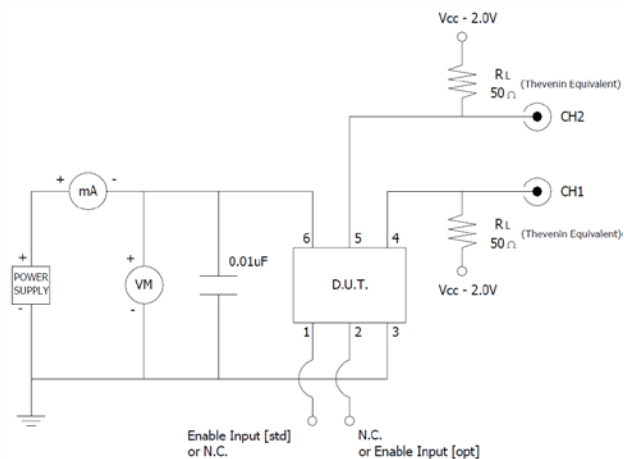 Vcc - 2.0V
RL
50Ω
(Thevenin Equivalent)
CH2
+
mA
-
CH1
RL
50Ω
(Thevenin Equivalent)
6
5
4
+
POWER
SUPPLY
-
+
VM
-
0.01uF
D.U.T.
Vcc - 2.0V
1
2
3
Enable Input [std]
or N.C.
N.C.
or Enable Input [opt]